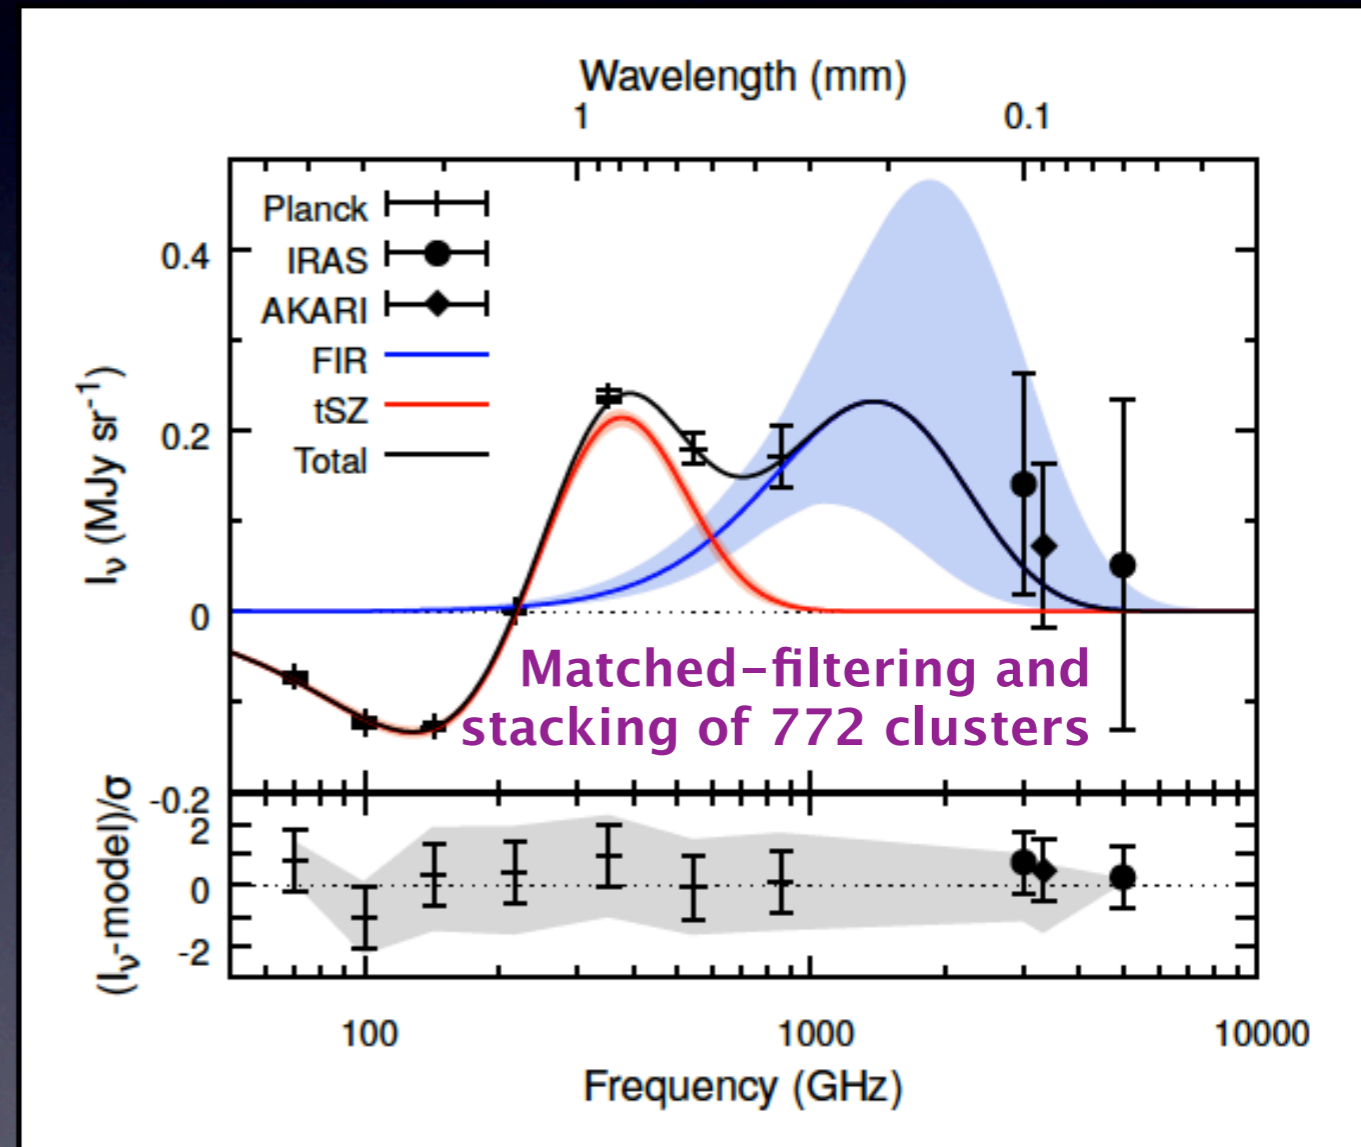 Wavelength (mm)
1 0.1
Planck
IRAS
AKARI
FIR
tSZ
Total
0.4
0.2
0
-0.2
Iν (MJy sr⁻¹)
Matched-filtering and
stacking of 772 clusters
2
0
-2
(Iν-model)/σ
100 1000 10000
Frequency (GHz)